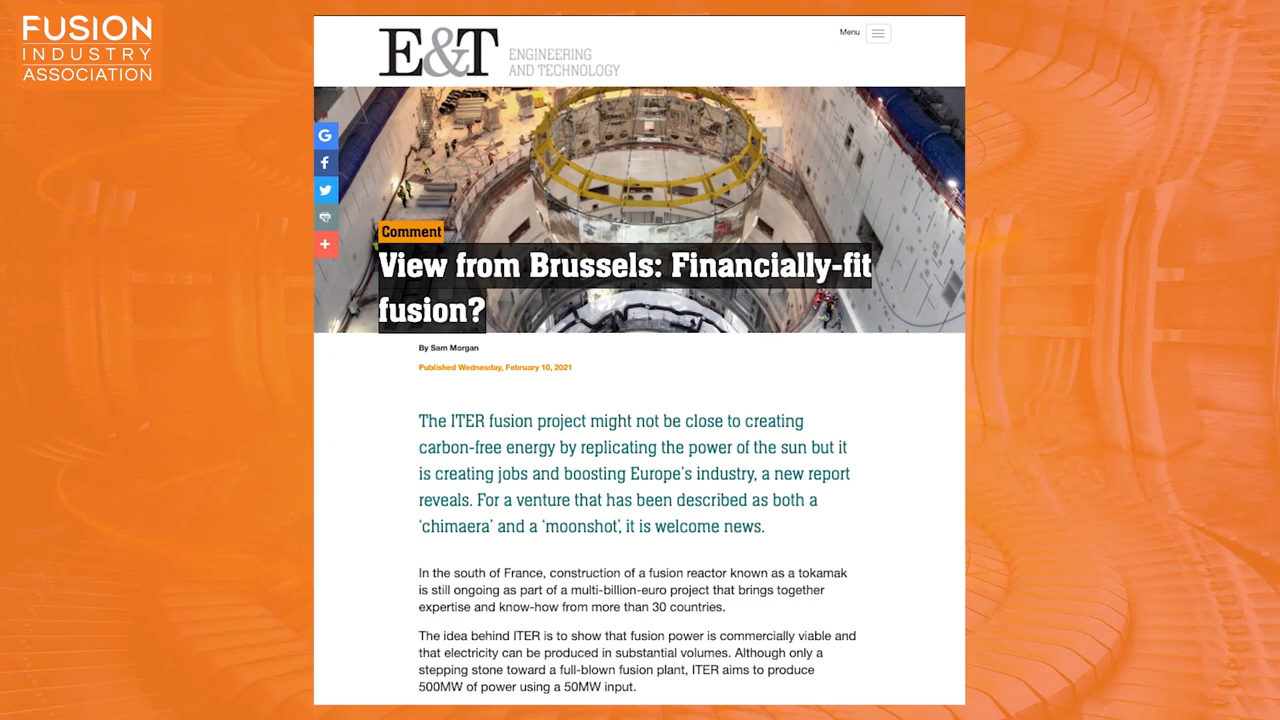 FUSION
INDUSTRY
ASSOCIATION
E&T ENGINEERING
AND TECHNOLOGY
Menu
G
f
Comment
View from Brussels: Financially-fit
fusion?
By Sam Morgan
Published Wednesday, February 10, 2021
The ITER fusion project might not be close to creating
carbon-free energy by replicating the power of the sun but it
is creating jobs and boosting Europe's industry, a new report
reveals. For a venture that has been described as both a
'chimaera' and a 'moonshot', it is welcome news.
In the south of France, construction of a fusion reactor known as a tokamak
is still ongoing as part of a multi-billion-euro project that brings together
expertise and know-how from more than 30 countries.
The idea behind ITER is to show that fusion power is commercially viable and
that electricity can be produced in substantial volumes. Although only a
stepping stone toward a full-blown fusion plant, ITER aims to produce
500MW of power using a 50MW input.